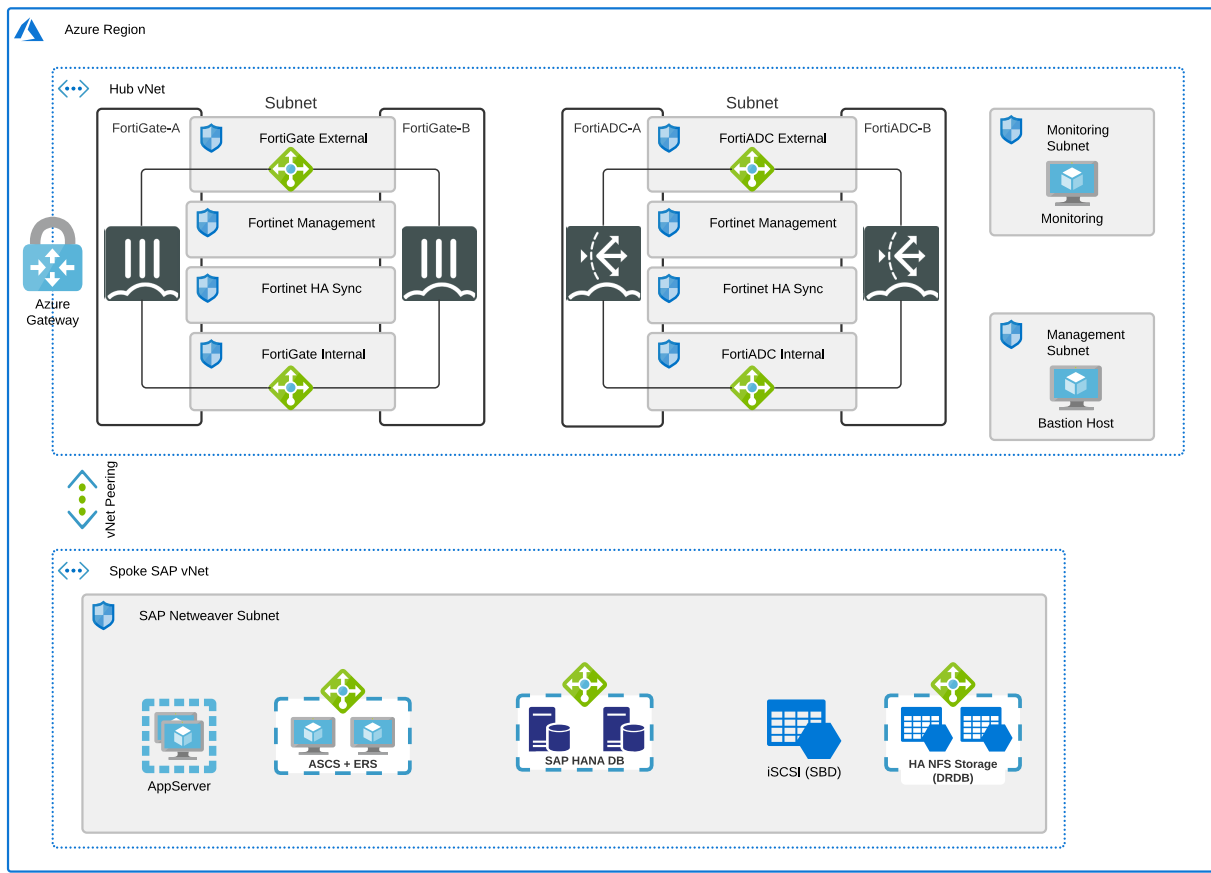 Azure Region
Hub vNet
Subnet
FortiGate-A
FortiGate External
FortiGate-B
Fortinet Management
Fortinet HA Sync
FortiGate Internal
Subnet
FortiADC-A
FortiADC External
FortiADC-B
Fortinet Management
Fortinet HA Sync
FortiADC Internal
Monitoring
Subnet
Monitoring
Management
Subnet
Bastion Host
Azure
Gateway
vNet Peering
Spoke SAP vNet
SAP Netweaver Subnet
AppServer
ASCS + ERS
SAP HANA DB
iSCSI (SBD)
HA NFS Storage
(DRDB)